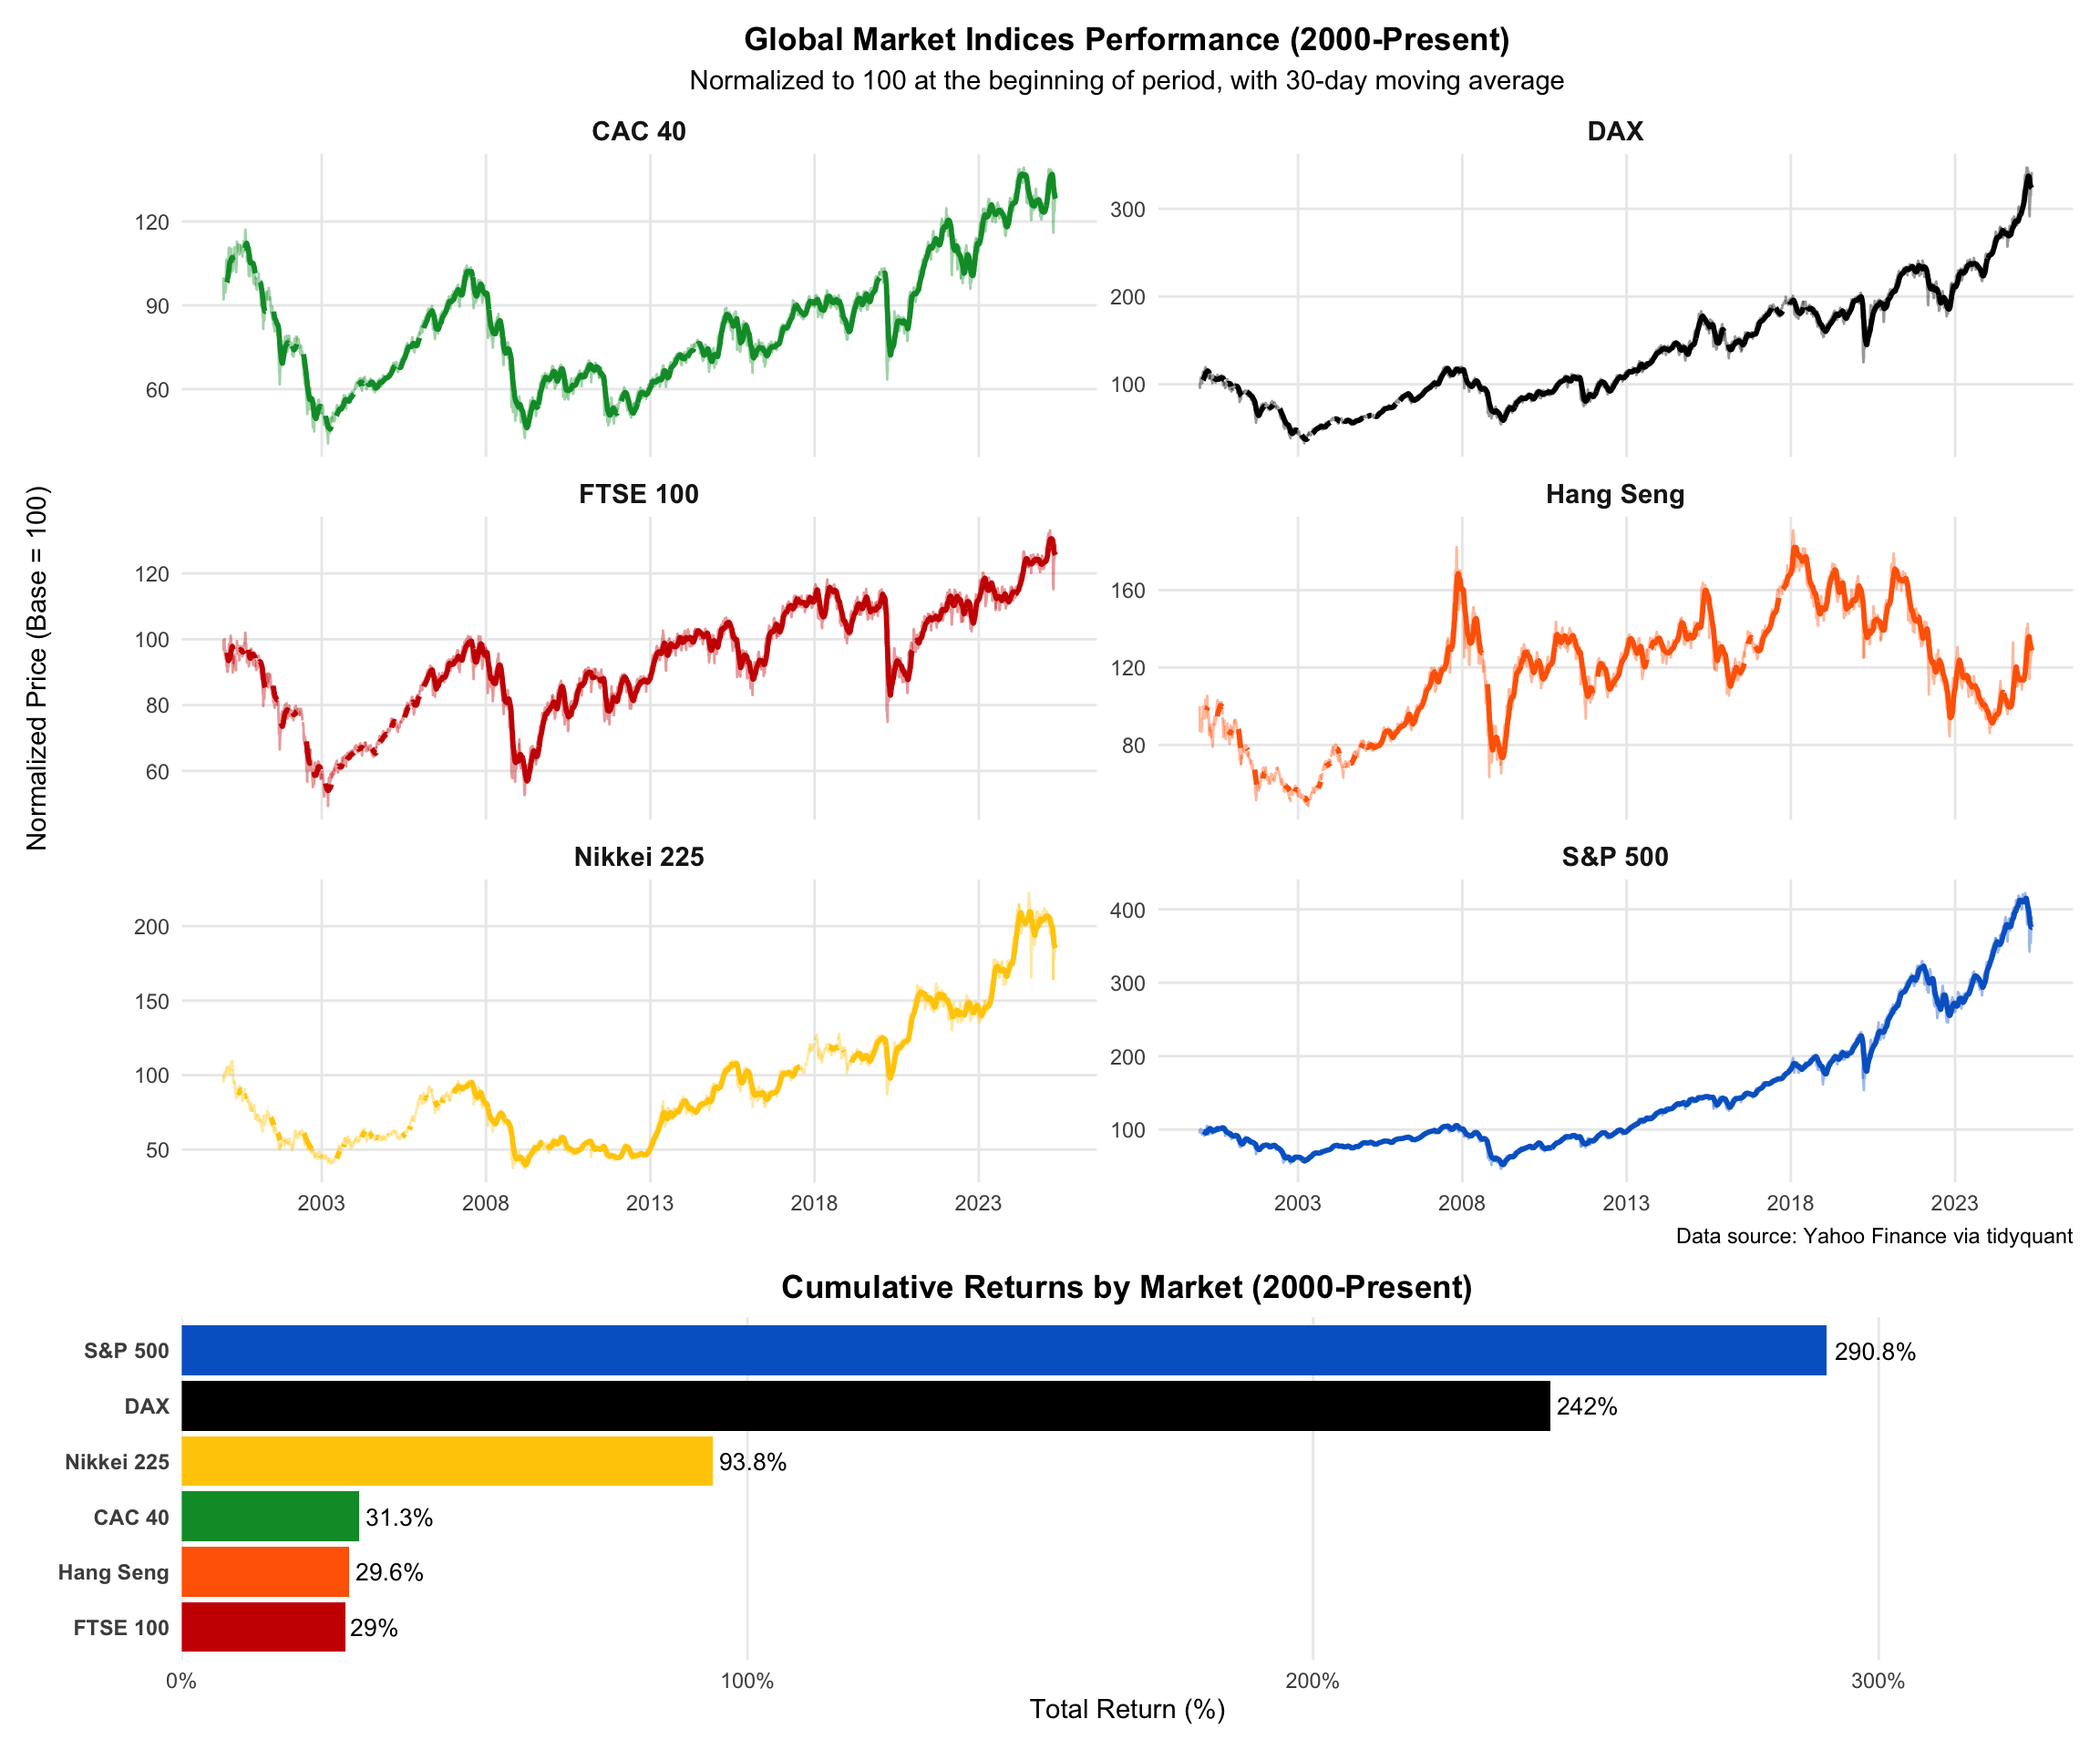 Global Market Indices Performance (2000-Present)
Normalized to 100 at the beginning of period, with 30-day moving average
Normalized Price (Base = 100)
CAC 40
120
90
60
DAX
300
200
100
FTSE 100
120
100
80
60
Hang Seng
160
120
80
Nikkei 225
200
150
100
50
2003 2008 2013 2018 2023
S&P 500
400
300
200
100
2003 2008 2013 2018 2023
Data source: Yahoo Finance via tidyquant
Cumulative Returns by Market (2000-Present)
S&P 500 290.8%
DAX 242%
Nikkei 225 93.8%
CAC 40 31.3%
Hang Seng 29.6%
FTSE 100 29%
0% 100% 200% 300%
Total Return (%)